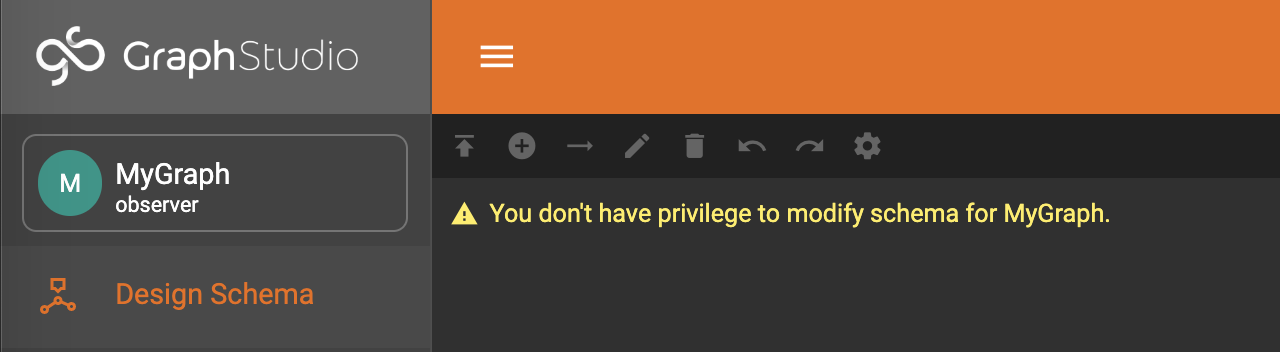 GraphStudio
M
MyGraph
observer
You don't have privilege to modify schema for MyGraph.
Design Schema